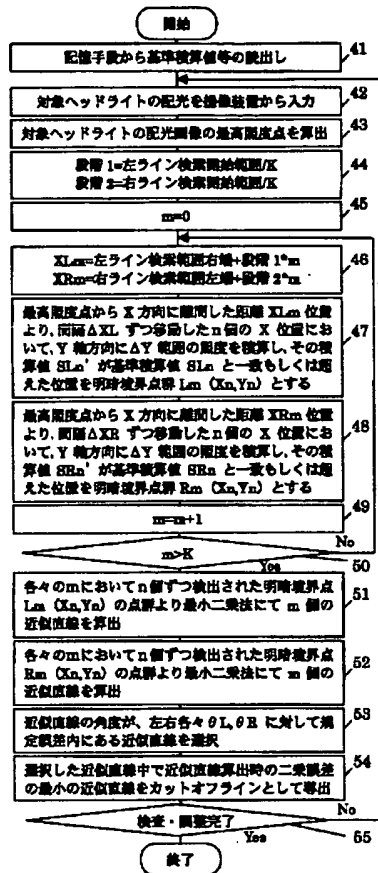 開始
記憶手段から基準積算値等の読出し
41
対象ヘッドライトの配光を撮像装置から入力
42
対象ヘッドライトの配光画像の最高照度点を算出
43
段階1=左ライン検索開始範囲/K
段階2=右ライン検索開始範囲/K
44
m=0
45
XLm=左ライン検索範囲右端+段階1*m
XRm=右ライン検索範囲左端+段階2*m
46
最高照度点からX方向に離間した距離XLm位置
より、間隔ΔXLずつ移動したn個のX位置にお
いて、Y軸方向にΔY範囲の照度を積算し、その積
算値SLn'が基準積算値SLnと一致もしくは超
えた位置を明暗境界点群Lm(Xn,Yn)とする
47
最高照度点からX方向に離間した距離XRm位置
より、間隔ΔXRずつ移動したn個のX位置にお
いて、Y軸方向にΔY範囲の照度を積算し、その積
算値SRn'が基準積算値SRnと一致もしくは超
えた位置を明暗境界点群Rm(Xn,Yn)とする
48
m=m+1
49
m>K
No
Yes
50
各々のmにおいてn個ずつ検出された明暗境界点
Lm(Xn,Yn)の点群より最小二乗法にてm個の
近似直線を算出
51
各々のmにおいてn個ずつ検出された明暗境界点
Rm(Xn,Yn)の点群より最小二乗法にてm個の
近似直線を算出
52
近似直線の角度が、左右各々θL,θRに対して規
定誤差内にある近似直線を選択
53
選択した近似直線中で近似直線算出時の二乗誤差
の最小の近似直線をカットオフラインとして導出
54
検査・調整完了
No
Yes
55
終了